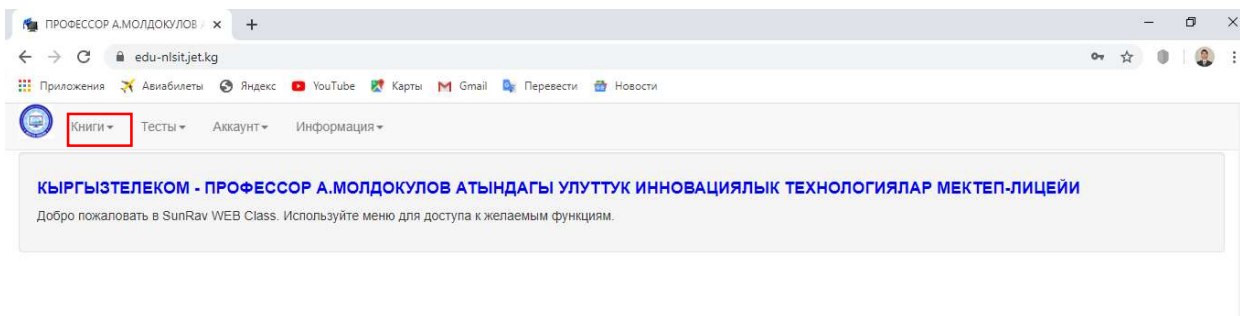 ПРОФЕССОР А.МОЛДОКУЛОВ
edu-nlsit.jet.kg
Приложения Авиабилеты Яндекс YouTube Карты Gmail Перевести Новости
Книги Тесты Аккаунт Информация
КЫРГЫЗТЕЛЕКОМ - ПРОФЕССОР А.МОЛДОКУЛОВ АТЫНДАГЫ УЛУТТУК ИННОВАЦИЯЛЫК ТЕХНОЛОГИЯЛАР МЕКТЕП-ЛИЦЕЙИ
Добро пожаловать в SunRav WEB Class. Используйте меню для доступа к желаемым функциям.